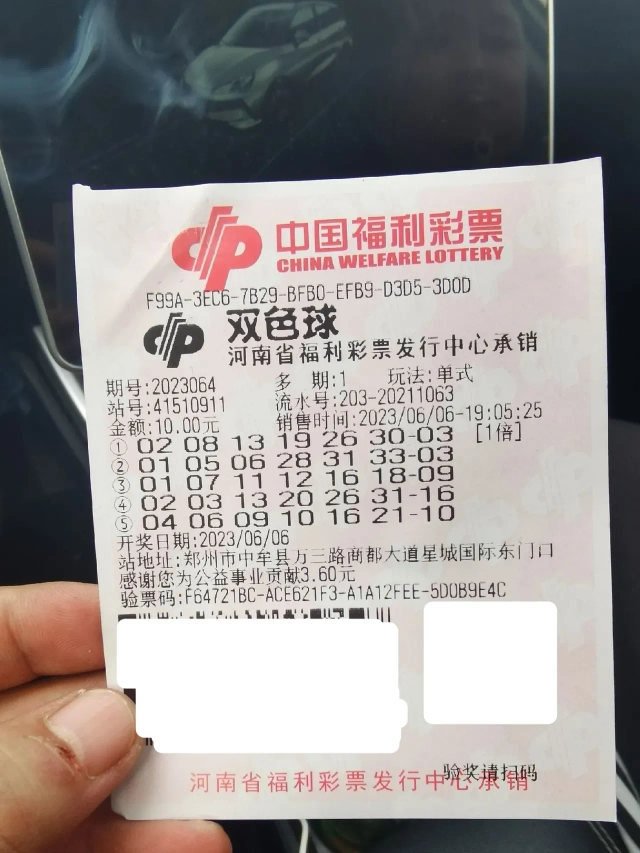 中国福利彩票
CHINA WELFARE LOTTERY
F99A-3EC6-7B29-BFB0-EFB9-D3D5-3D0D
双色球
河南省福利彩票发行中心承销
期号:2023064 多 期:1 玩法:单式
站号:41510911 流水号:203-20211063
金额:10.00元 销售时间:2023/06/06-19:05:25
① 02 08 13 19 26 30-03 [1倍]
② 01 05 06 28 31 33-03
③ 01 07 11 12 16 18-09
④ 02 03 13 20 26 31-16
⑤ 04 06 09 10 16 21-10
开奖日期:2023/06/06
站地址:郑州市中牟县万三路商都大道星城国际东门口
感谢您为公益事业贡献3.60元
验票码:F64721BC-ACE621F3-A1A12FEE-5D0B9E4C
验奖请扫码
河南省福利彩票发行中心承销